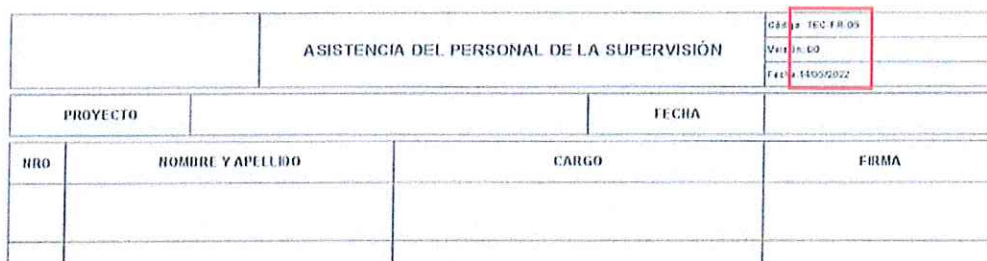 ASISTENCIA DEL PERSONAL DE LA SUPERVISIÓN
Código: TEC-FR-05
Versión: 00
Fecha: 14/05/2022
PROYECTO
FECHA
NRO
NOMBRE Y APELLIDO
CARGO
FIRMA